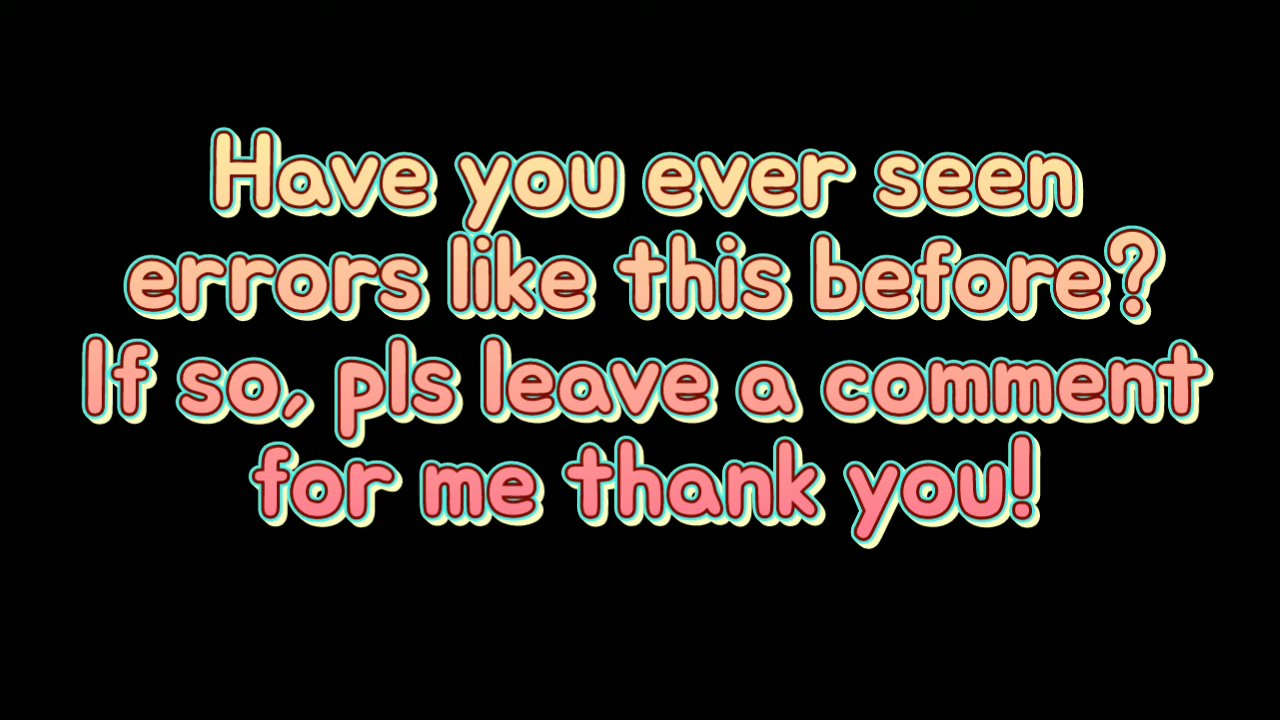 Have you ever seen
errors like this before?
If so, pls leave a comment
for me thank you!